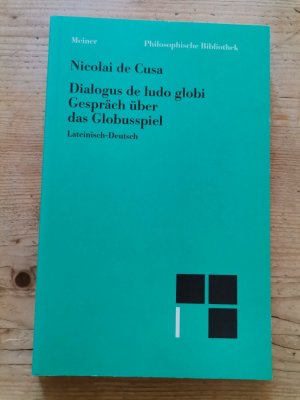 Meiner Philosophische Bibliothek
Nicolai de Cusa
Dialogus de ludo globi
Gespräch über
das Globusspiel
Lateinisch-Deutsch